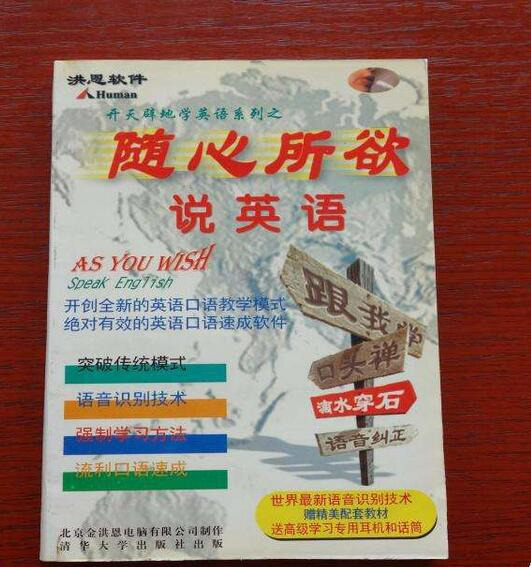 洪恩软件
Human
开天辟地学英语系列之
随心所欲
说英语
AS YOU WISH
Speak English
开创全新的英语口语教学模式
绝对有效的英语口语速成软件
跟我学
口头禅
滴水穿石
语音纠正
突破传统模式
语音识别技术
强制学习方法
流利口语速成
世界最新语音识别技术
赠精美配套教材
送高级学习专用耳机和话筒
北京金洪恩电脑有限公司制作
清华大学出版社出版